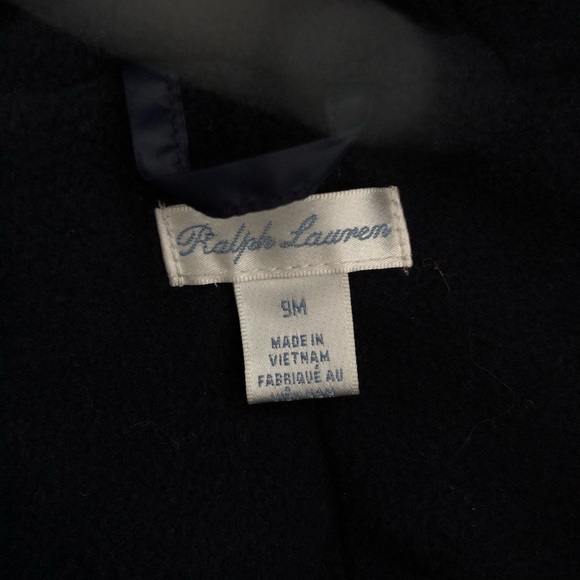 Ralph Lauren
9M
MADE IN
VIETNAM
FABRIQUÉ AU